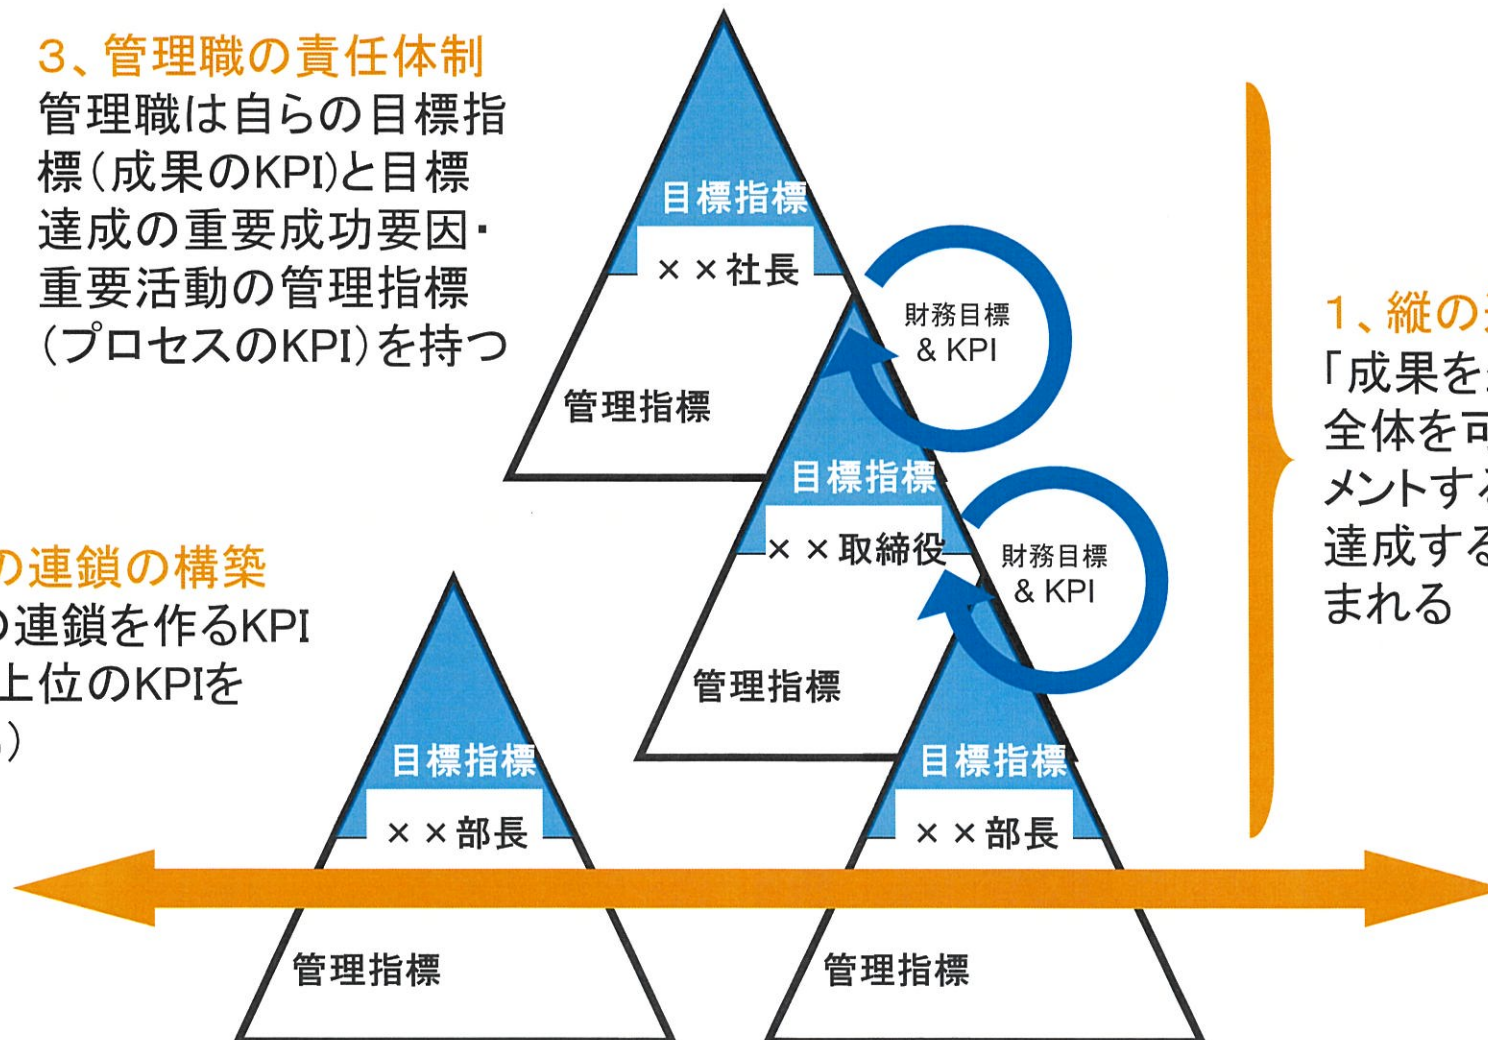 3、管理職の責任体制
管理職は自らの目標指
標(成果のKPI)と目標
達成の重要成功要因・
重要活動の管理指標
(プロセスのKPI)を持つ
目標指標
××社長
管理指標
財務目標
& KPI
目標指標
××取締役
管理指標
財務目標
& KPI
1、縦の
「成果を
全体を可
メントする
達成する
まれる
の連鎖の構築
の連鎖を作るKPI
上位のKPIを
)
目標指標
××部長
管理指標
目標指標
××部長
管理指標